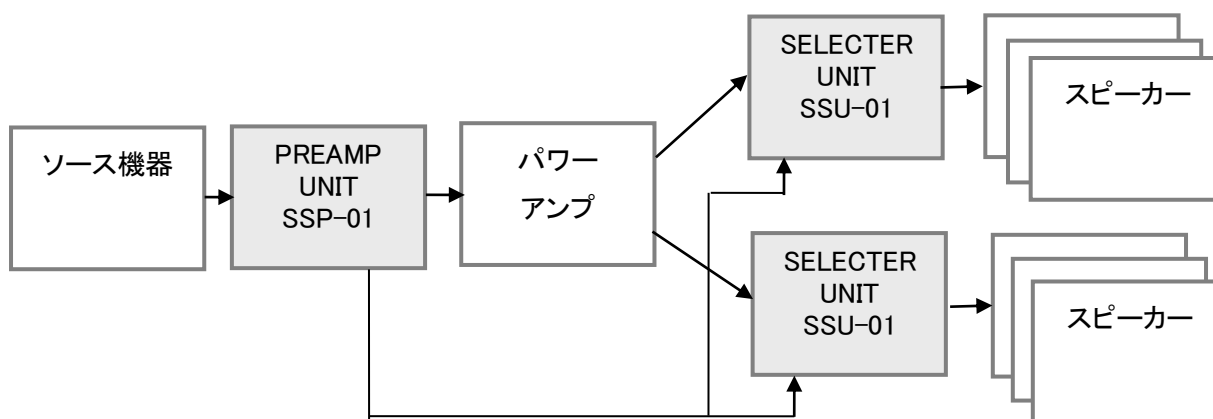 ソース機器
PREAMP
UNIT
SSP-01
パワー
アンプ
SELECTER
UNIT
SSU-01
スピーカー
SELECTER
UNIT
SSU-01
スピーカー